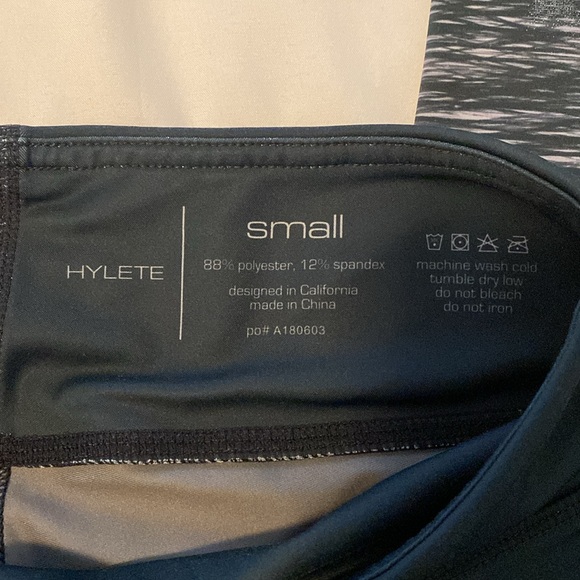 HYLETE
small
88% polyester, 12% spandex
designed in California
made in China
po# A180603
machine wash cold
tumble dry low
do not bleach
do not iron